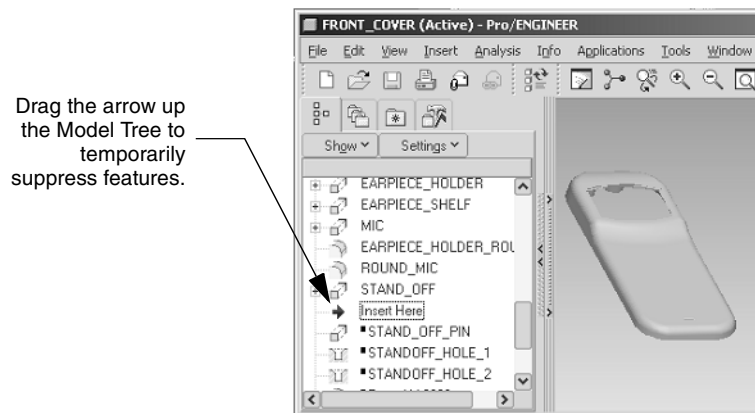 FRONT_COVER (Active) - Pro/ENGINEER
File Edit View Insert Analysis Info Applications Tools Window
Drag the arrow up
the Model Tree to
temporarily
suppress features.
Show Settings
EARPIECE_HOLDER
EARPIECE_SHELF
MIC
EARPIECE_HOLDER_ROU
ROUND_MIC
STAND_OFF
Insert Here
STAND_OFF_PIN
STANDOFF_HOLE_1
STANDOFF_HOLE_2